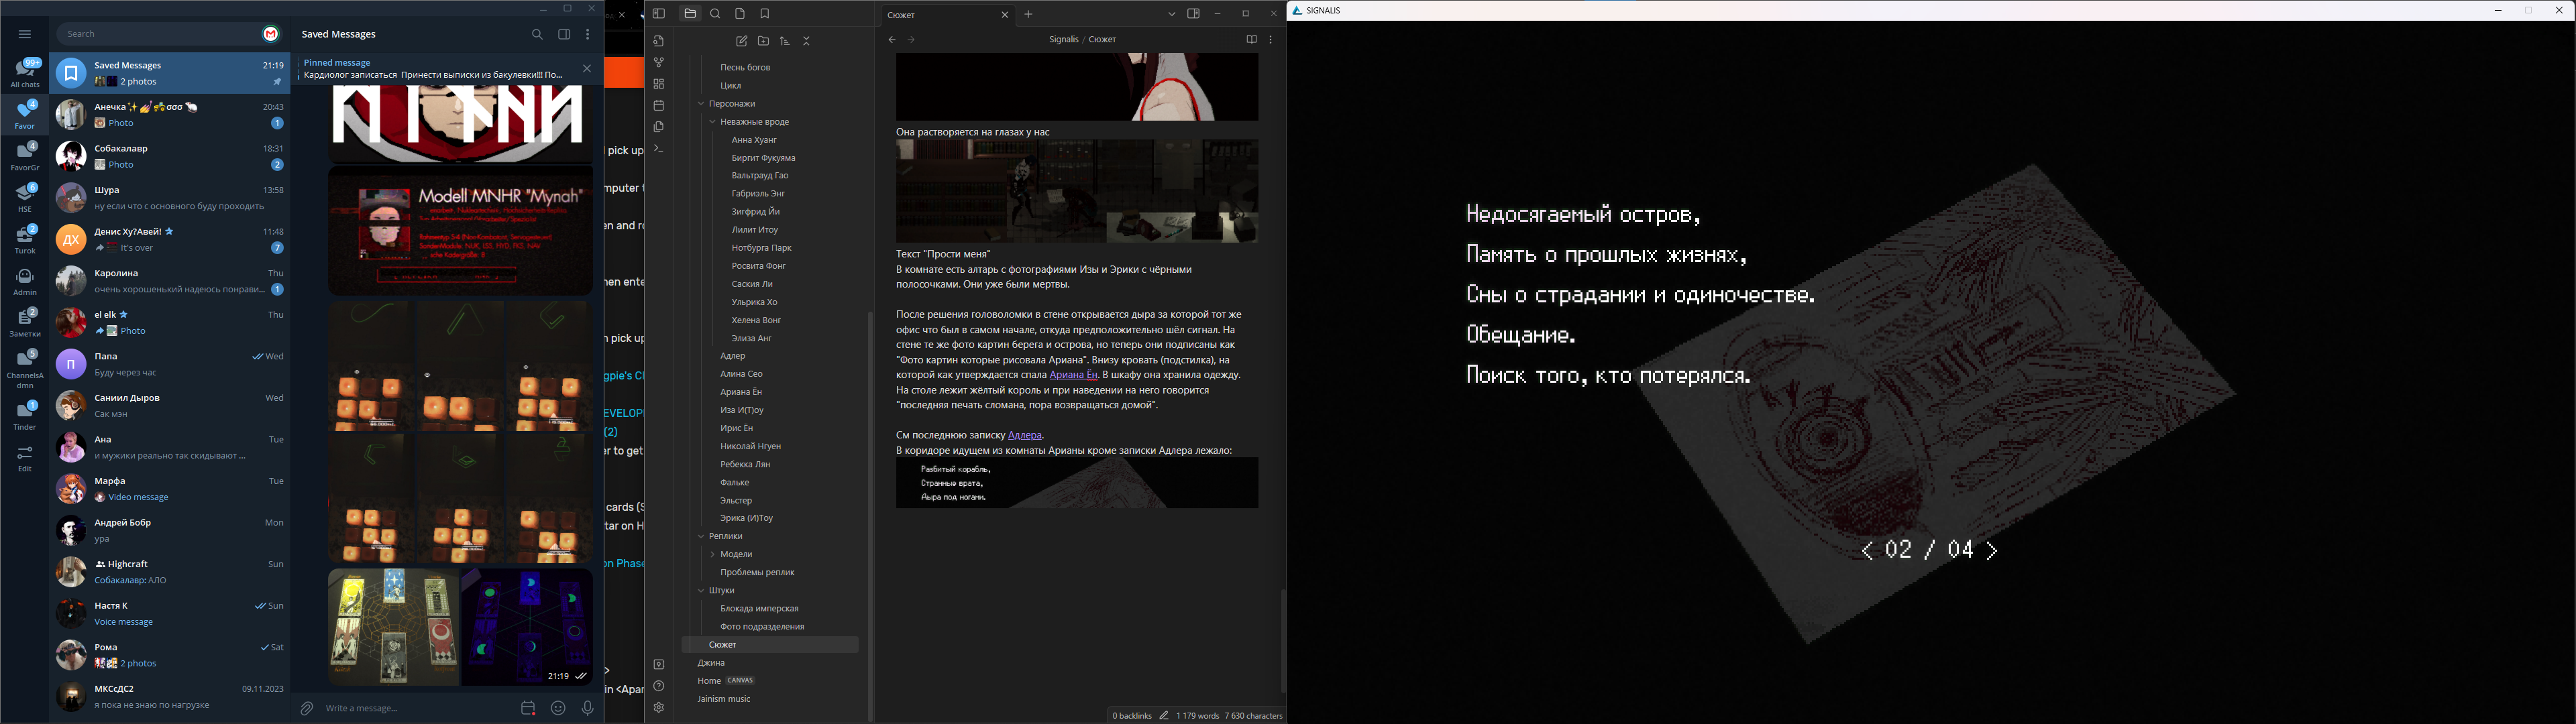 Search
Saved Messages
21:19
2 photos
All chats
99+
Анечка
σσσ
20:43
Photo
1
Favor
4
Собакалавр
18:31
Photo
2
FavorGr
4
Шура
13:58
ну если что с основного буду проходить
HSE
6
Денис Ху?Авей!
11:48
It's over
7
ДХ
Turok
2
Каролина
Thu
очень хорошенький надеюсь понрави...
1
Admin
el elk
Thu
Photo
Заметки
2
Папа
Wed
Буду через час
П
ChannelsA
dmn
5
Саниил Дыров
Wed
Сак мэн
Tinder
1
Ана
Tue
и мужики реально так скидывают ...
Edit
Марфа
Tue
Video message
Андрей Бобр
Mon
ура
Highcraft
Sun
Собакалавр: АЛО
Настя К
Sun
Voice message
Рома
Sat
2 photos
МКСсДС2
09.11.2023
я пока не знаю по нагрузке
Saved Messages
Pinned message
Кардиолог записаться Принести выписки из бакулевки!!! По...
Modell MNHR "Mynah"
21:19
Write a message...
pick up
mputer t
en and ro
en ente
pick up
gpie's Cl
EVELOP
(2)
er to get
cards (S
tar on H
on Phase
in <Apar
Песнь богов
Цикл
Персонажи
Неважные вроде
Анна Хуанг
Биргит Фукуяма
Вальтрауд Гао
Габриэль Энг
Зигфрид Йи
Лилит Итоу
Нотбурга Парк
Росвита Фонг
Саския Ли
Ульрика Хо
Хелена Вонг
Элиза Анг
Адлер
Алина Сео
Ариана Ён
Иза И(Т)оу
Ирис Ён
Николай Нгуен
Ребекка Лян
Фальке
Эльстер
Эрика (И)Тоу
Реплики
Модели
Проблемы реплик
Штуки
Блокада имперская
Фото подразделения
Сюжет
Джина
Home CANVAS
Jainism music
Сюжет
Signalis / Сюжет
Она растворяется на глазах у нас
Текст "Прости меня"
В комнате есть алтарь с фотографиями Изы и Эрики с чёрными
полосочками. Они уже были мертвы.
После решения головоломки в стене открывается дыра за которой тот же
офис что был в самом начале, откуда предположительно шёл сигнал. На
стене те же фото картин берега и острова, но теперь они подписаны как
"Фото картин которые рисовала Ариана". Внизу кровать (подстилка), на
которой как утверждается спала Ариана Ён. В шкафу она хранила одежду.
На столе лежит жёлтый король и при наведении на него говорится
"последняя печать сломана, пора возвращаться домой".
См последнюю записку Адлера.
В коридоре идущем из комнаты Арианы кроме записки Адлера лежало:
Разбитый корабль,
Странные врата,
Дыра под ногами.
0 backlinks
1 179 words
7 630 characters
SIGNALIS
Недосягаемый остров,
Память о прошлых жизнях,
Сны о страдании и одиночестве.
Обещание.
Поиск того, кто потерялся.
< 02 / 04 >